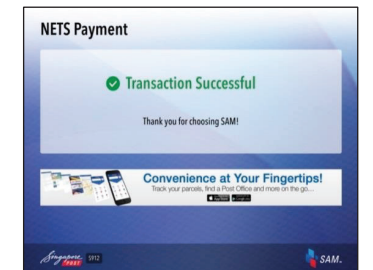 NETS Payment
Transaction Successful
Thank you for choosing SAM!
Convenience at Your Fingertips!
Track your parcels, find a Post Office and more on the go...
Singapore
POST
S912
SAM.